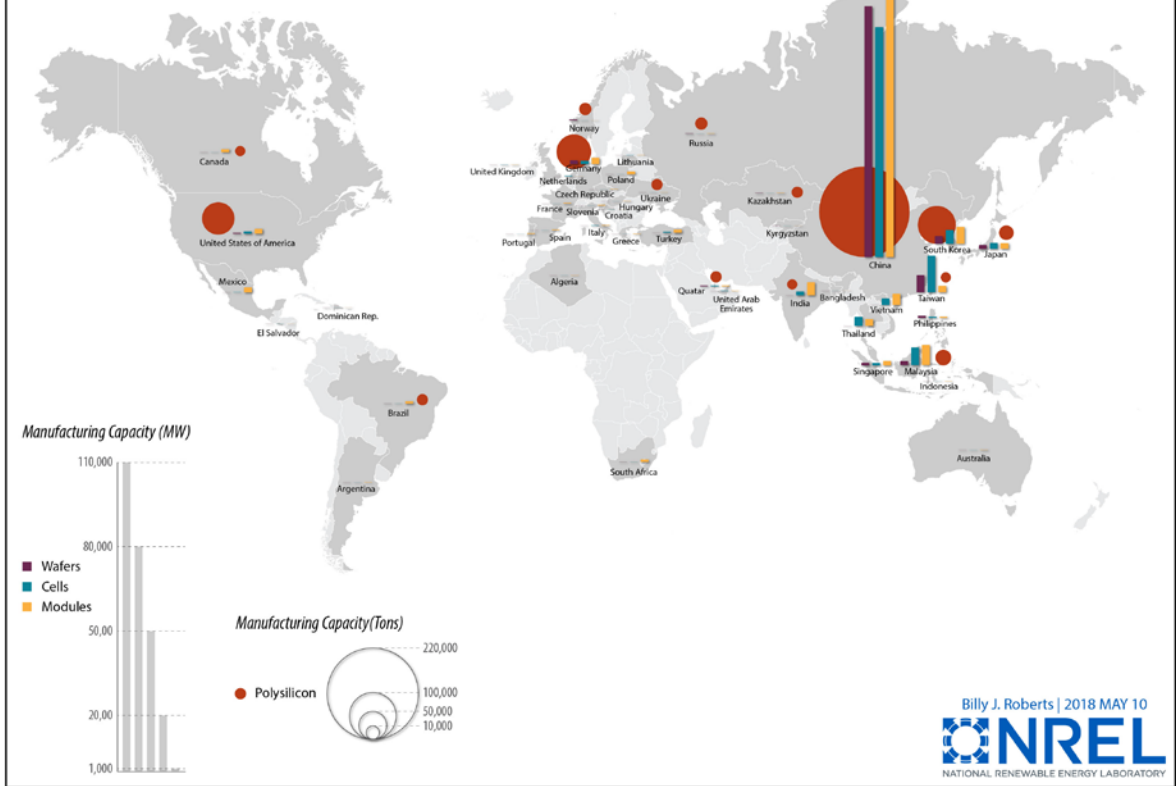 Norway
Russia
Canada
United Kingdom
Germany
Lithuania
Netherlands
Poland
Czech Republic
Ukraine
Hungary
France
Slovenia
Croatia
Kazakhstan
United States of America
Portugal
Spain
Italy
Greece
Turkey
Kyrgyzstan
South Korea
Japan
China
Mexico
Algeria
Quatar
United Arab
Emirates
India
Bangladesh
Taiwan
Vietnam
Dominican Rep.
El Salvador
Philippines
Thailand
Singapore
Malaysia
Indonesia
Brazil
South Africa
Australia
Argentina
Manufacturing Capacity (MW)
110,000
80,000
50,00
20,00
1,000
Wafers
Cells
Modules
Manufacturing Capacity(Tons)
220,000
100,000
50,000
10,000
Polysilicon
Billy J. Roberts | 2018 MAY 10
NREL
NATIONAL RENEWABLE ENERGY LABORATORY